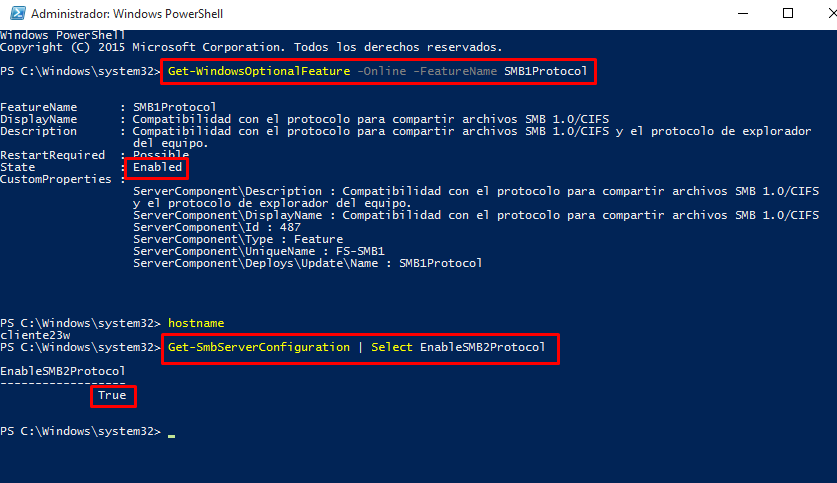 Administrador: Windows PowerShell
Windows PowerShell
Copyright (C) 2015 Microsoft Corporation. Todos los derechos reservados.
PS C:\Windows\system32> Get-WindowsOptionalFeature -Online -FeatureName SMB1Protocol
FeatureName      : SMB1Protocol
DisplayName      : Compatibilidad con el protocolo para compartir archivos SMB 1.0/CIFS
Description      : Compatibilidad con el protocolo para compartir archivos SMB 1.0/CIFS y el protocolo de explorador
del equipo.
RestartRequired  : Possible
State            : Enabled
CustomProperties :
ServerComponent\Description : Compatibilidad con el protocolo para compartir archivos SMB 1.0/CIFS
y el protocolo de explorador del equipo.
ServerComponent\DisplayName : Compatibilidad con el protocolo para compartir archivos SMB 1.0/CIFS
ServerComponent\Id : 487
ServerComponent\Type : Feature
ServerComponent\UniqueName : FS-SMB1
ServerComponent\Deploys\Update\Name : SMB1Protocol
PS C:\Windows\system32> hostname
cliente23w
PS C:\Windows\system32> Get-SmbServerConfiguration | Select EnableSMB2Protocol
EnableSMB2Protocol
------------------
True
PS C:\Windows\system32>